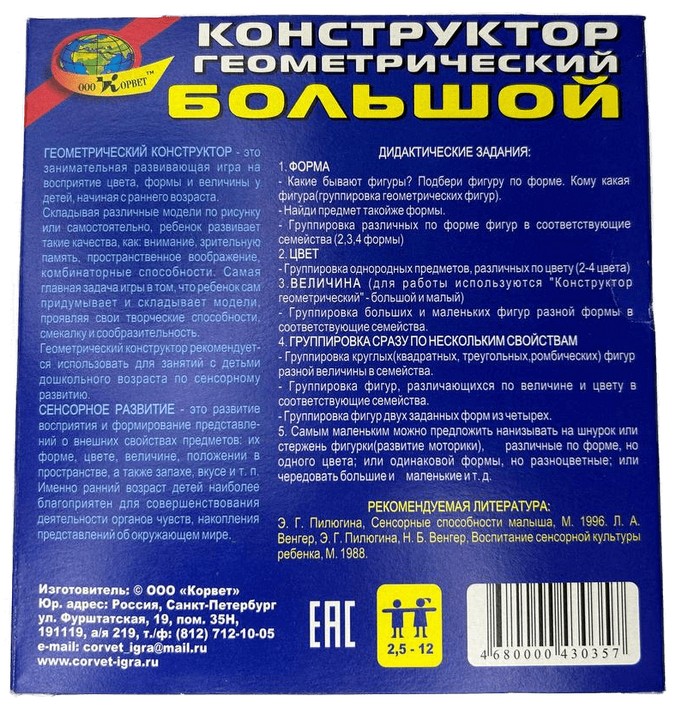 ООО КОРВЕТ™
КОНСТРУКТОР
ГЕОМЕТРИЧЕСКИЙ
БОЛЬШОЙ
ГЕОМЕТРИЧЕСКИЙ КОНСТРУКТОР - это
занимательная развивающая игра на
восприятие цвета, формы и величины у
детей, начиная с раннего возраста.
Складывая различные модели по рисунку
или самостоятельно, ребенок развивает
такие качества, как: внимание, зрительную
память, пространственное воображение,
комбинаторные способности. Самая
главная задача игры в том, что ребенок сам
придумывает и складывает модели,
проявляя свои творческие способности,
смекалку и сообразительность.
Геометрический конструктор рекомендует-
ся использовать для занятий с детьми
дошкольного возраста по сенсорному
развитию.
СЕНСОРНОЕ РАЗВИТИЕ - это развитие
восприятия и формирование представле-
ний о внешних свойствах предметов: их
форме, цвете, величине, положении в
пространстве, а также запахе, вкусе и т. п.
Именно ранний возраст детей наиболее
благоприятен для совершенствования
деятельности органов чувств, накопления
представлений об окружающем мире.
ДИДАКТИЧЕСКИЕ ЗАДАНИЯ:
1. ФОРМА
- Какие бывают фигуры? Подбери фигуру по форме. Кому какая
фигура(группировка геометрических фигур).
- Найди предмет такойже формы.
- Группировка различных по форме фигур в соответствующие
семейства (2,3,4 формы)
2. ЦВЕТ
- Группировка однородных предметов, различных по цвету (2-4 цвета)
3. ВЕЛИЧИНА (для работы используются "Конструктор
геометрический" - большой и малый)
- Группировка больших и маленьких фигур разной формы в
соответствующие семейства.
4. ГРУППИРОВКА СРАЗУ ПО НЕСКОЛЬКИМ СВОЙСТВАМ
- Группировка круглых(квадратных, треугольных,ромбических) фигур
разной величины в семейства.
- Группировка фигур, различающихся по величине и цвету в
соответствующие семейства.
- Группировка фигур двух заданных форм из четырех.
5. Самым маленьким можно предложить нанизывать на шнурок или
стержень фигурки(развитие моторики), различные по форме, но
одного цвета; или одинаковой формы, но разноцветные; или
чередовать большие и маленькие и т. д.
РЕКОМЕНДУЕМАЯ ЛИТЕРАТУРА:
Э. Г. Пилюгина, Сенсорные способности малыша, М. 1996. Л. А.
Венгер, Э. Г. Пилюгина, Н. Б. Венгер, Воспитание сенсорной культуры
ребенка, М. 1988.
Изготовитель: © ООО «Корвет»
Юр. адрес: Россия, Санкт-Петербург
ул. Фурштатская, 19, пом. 35Н,
191119, а/я 219, т./ф: (812) 712-10-05
e-mail: corvet_igra@mail.ru
www.corvet-igra.ru
ЕАС
2,5 - 12
4 680000 430357